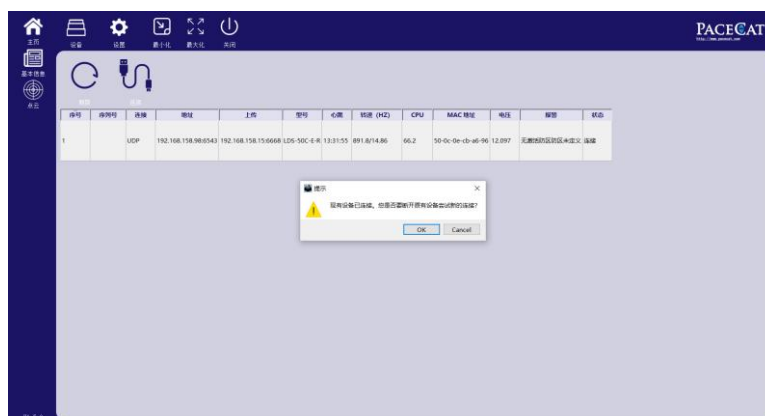 主页
设备
设置
最小化
最大化
关闭
PACECAT
基本信息
点云
序号 序列号 连接 地址 上传 型号 心跳 转速 (HZ) CPU MAC 地址 电压 报警 状态
1 UDP 192.168.158.98:6543 192.168.158.15:6668 LDS-50C-E-R 13:31:55 891.8/14.86 66.2 50-0c-0e-cb-a6-96 12.097 无激活防区防区未定义 连接
提示
现有设备已连接，您是否要断开原有设备尝试新的连接?
OK Cancel